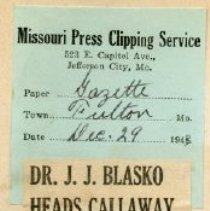 Missouri Press Clipping Service
523 E. Capitol Ave.,
Jefferson City, Mo.
Paper Gazette
Town Fulton Mo.
Date Dec. 29 194
DR. J. J. BLASKO
HEADS CALLAWAY